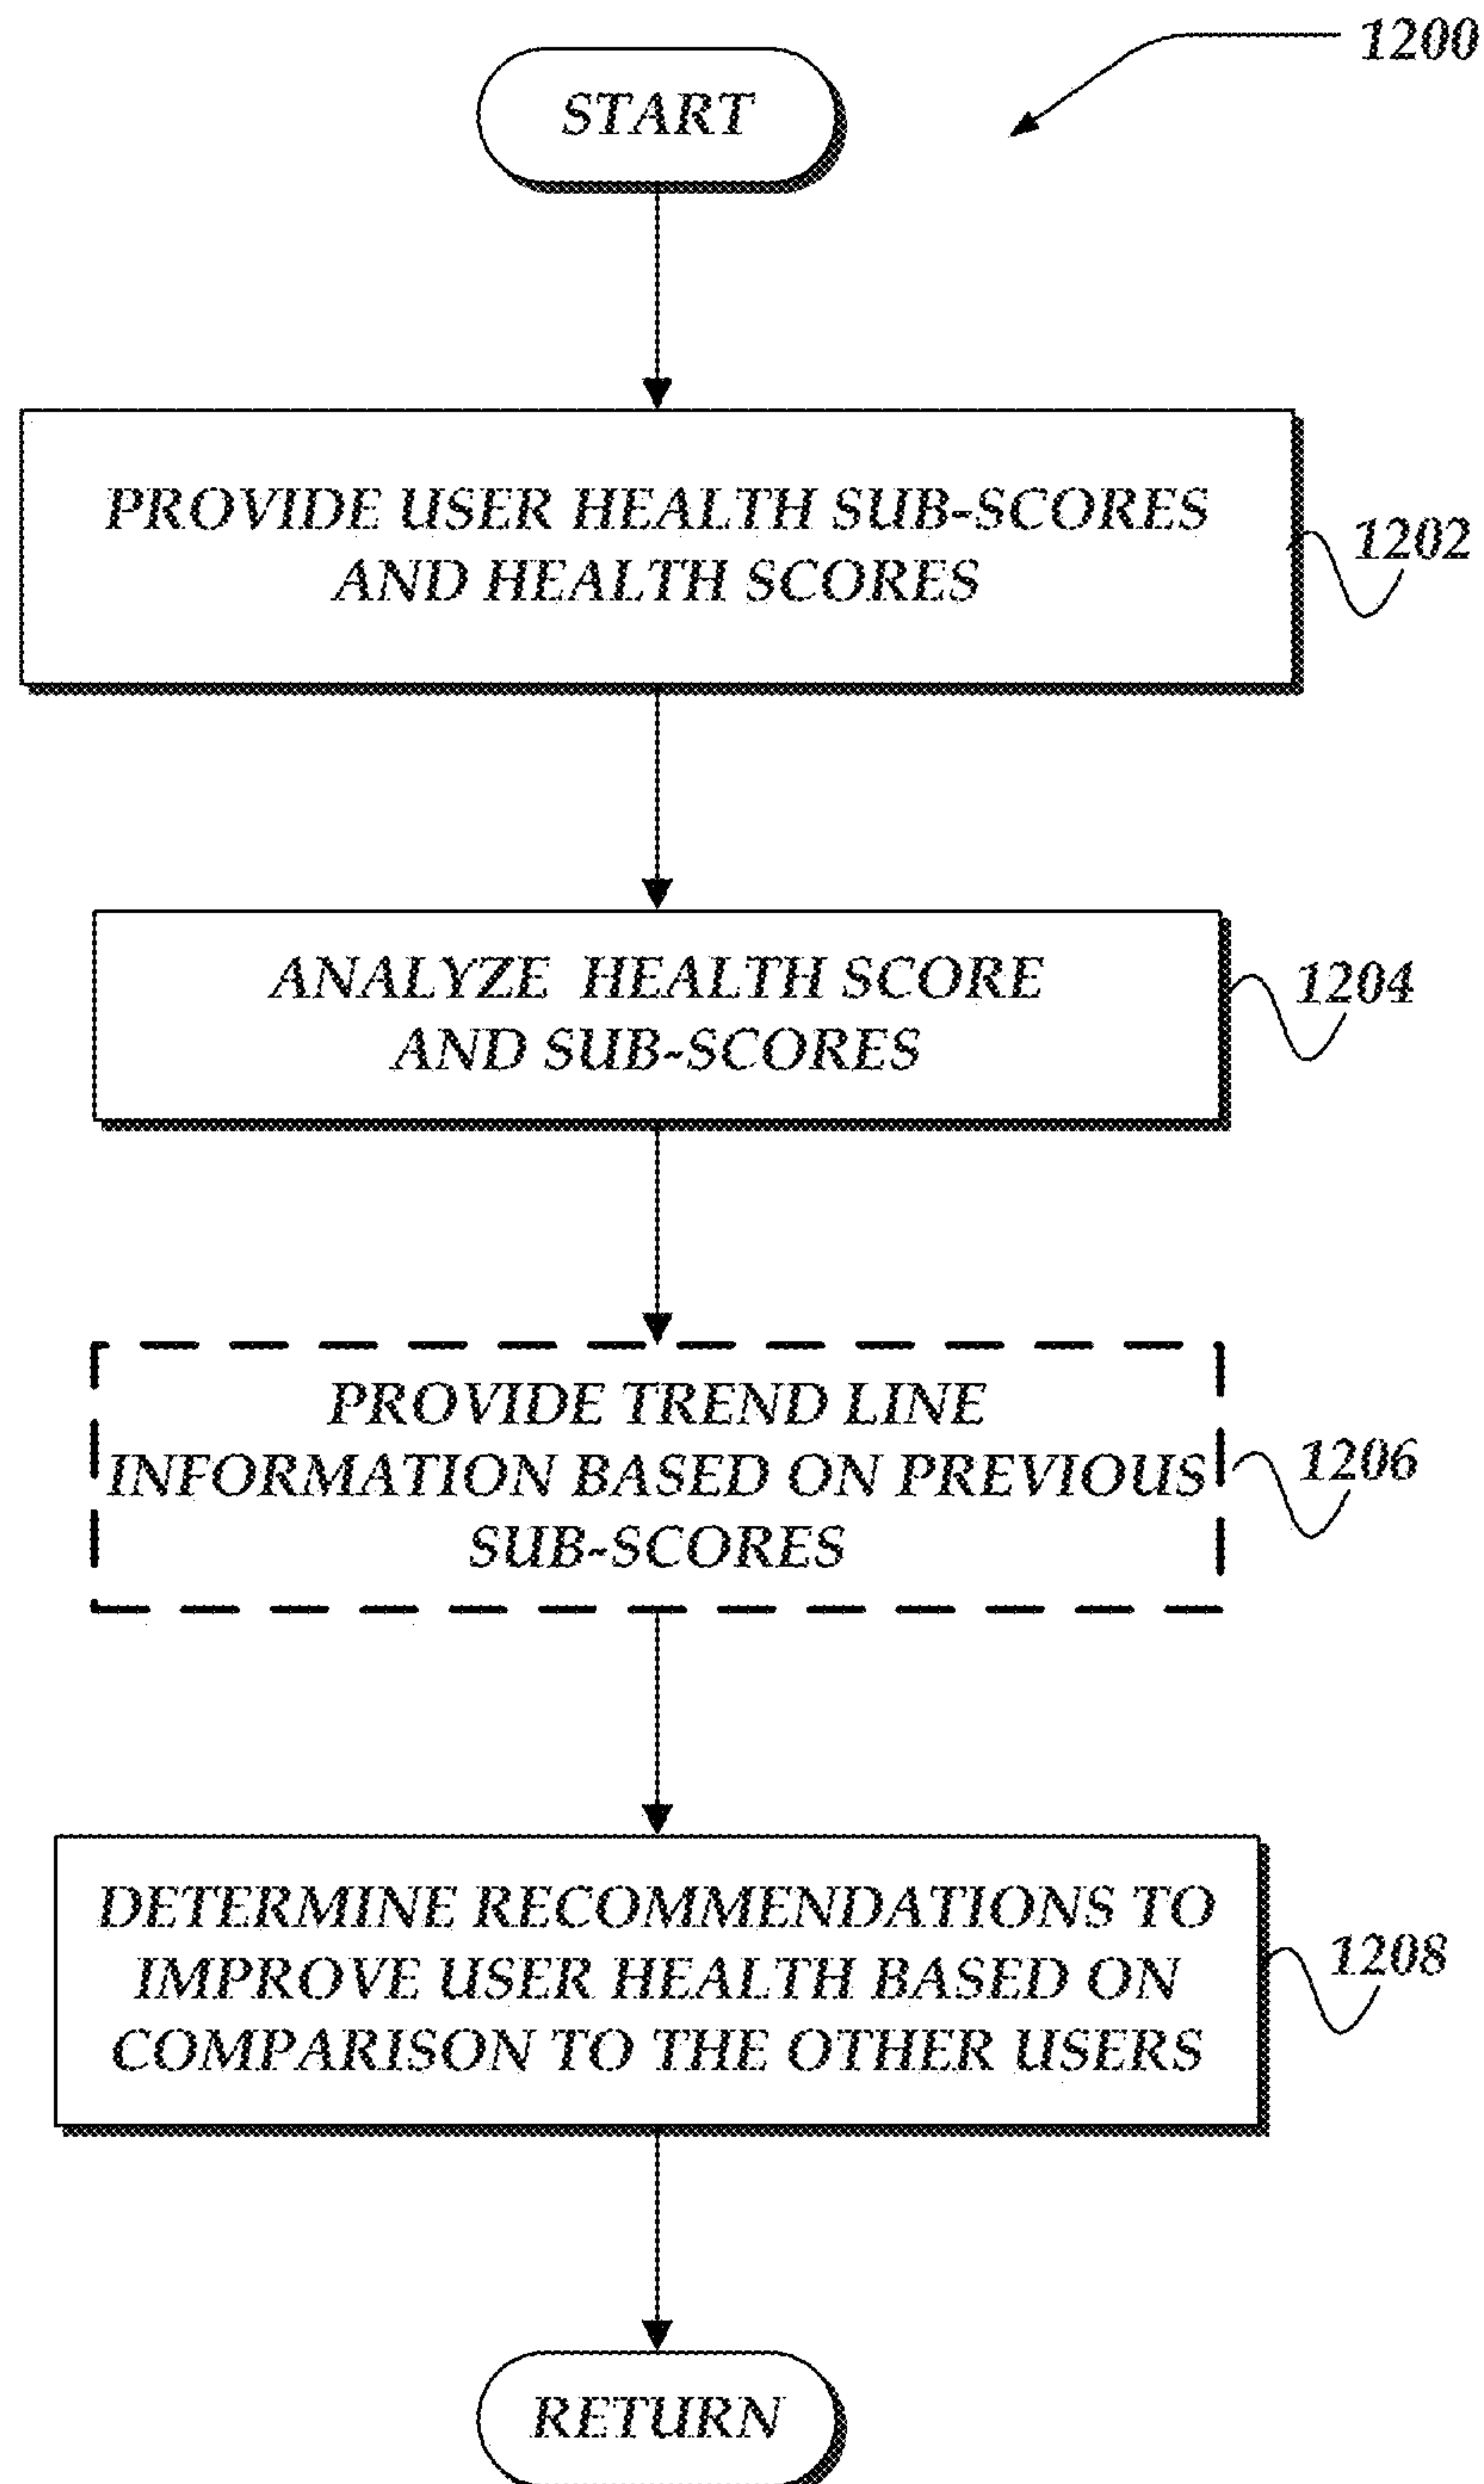 1200
START
PROVIDE USER HEALTH SUB-SCORES
AND HEALTH SCORES
1202
ANALYZE HEALTH SCORE
AND SUB-SCORES
1204
PROVIDE TREND LINE
INFORMATION BASED ON PREVIOUS
SUB-SCORES
1206
DETERMINE RECOMMENDATIONS TO
IMPROVE USER HEALTH BASED ON
COMPARISON TO THE OTHER USERS
1208
RETURN